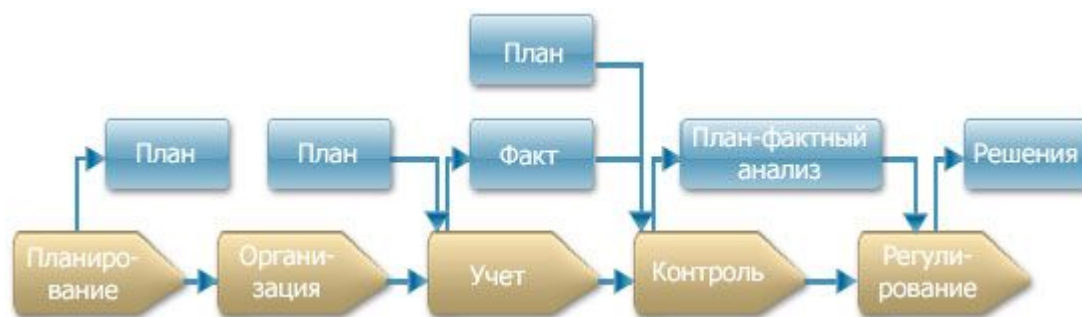 План
План
План
Факт
План-фактный
анализ
Решения
Планиро-
вание
Органи-
зация
Учет
Контроль
Регули-
рование